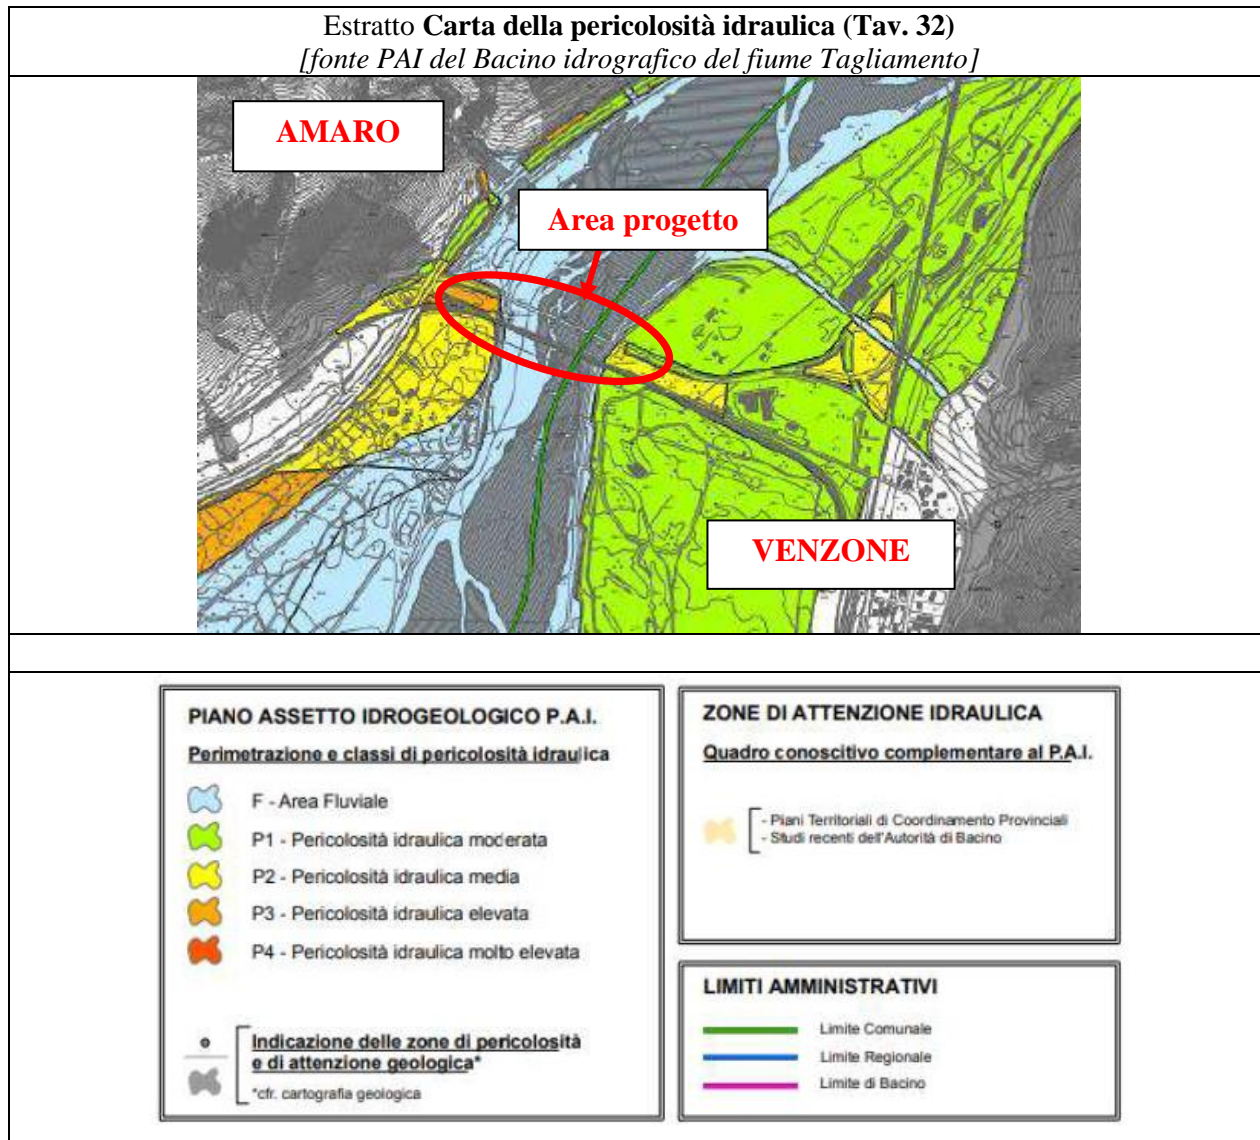 Estratto Carta della pericolosità idraulica (Tav. 32)
[fonte PAI del Bacino idrografico del fiume Tagliamento]
AMARO
Area progetto
VENZONE
PIANO ASSETTO IDROGEOLOGICO P.A.I.
Perimetrazione e classi di pericolosità idraulica
F - Area Fluviale
P1 - Pericolosità idraulica moderata
P2 - Pericolosità idraulica media
P3 - Pericolosità idraulica elevata
P4 - Pericolosità idraulica molto elevata
Indicazione delle zone di pericolosità
e di attenzione geologica*
*cfr. cartografia geologica
ZONE DI ATTENZIONE IDRAULICA
Quadro conoscitivo complementare al P.A.I.
- Piani Territoriali di Coordinamento Provinciali
- Studi recenti dell'Autorità di Bacino
LIMITI AMMINISTRATIVI
Limite Comunale
Limite Regionale
Limite di Bacino